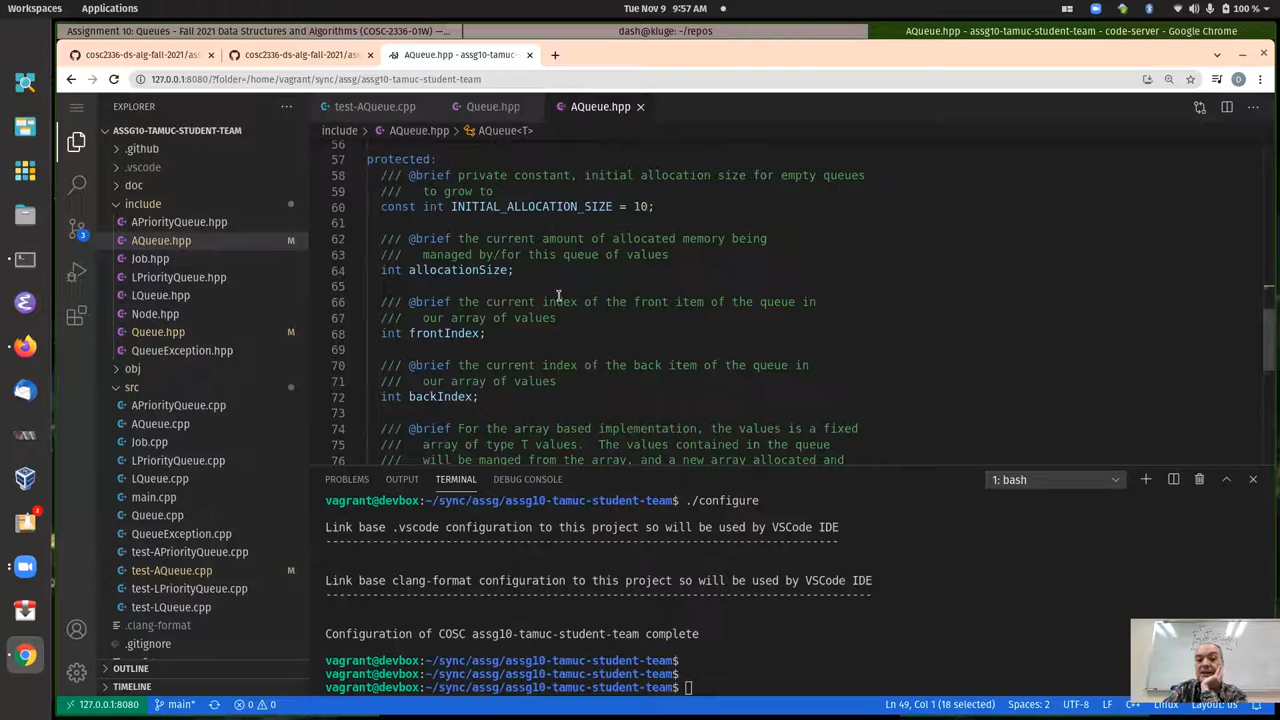 Workspaces
Applications
Tue Nov 9 9:57 AM
100 %
Assignment 10: Queues - Fall 2021 Data Structures and Algorithms (COSC-2336-01W) —...
dash@kluge: ~/repos
AQueue.hpp - assg10-tamuc-student-team - code-server - Google Chrome
cosc2336-ds-alg-fall-2021/ass
cosc2336-ds-alg-fall-2021/ass
AQueue.hpp - assg10-tamuc-
127.0.0.1:8080/?folder=/home/vagrant/sync/assg/assg10-tamuc-student-team
D
EXPLORER
test-AQueue.cpp
Queue.hpp
AQueue.hpp
ASSG10-TAMUC-STUDENT-TEAM
include > AQueue.hpp > AQueue<T>
.github
.vscode
doc
include
APriorityQueue.hpp
AQueue.hpp M
Job.hpp
LPriorityQueue.hpp
LQueue.hpp
Node.hpp
Queue.hpp M
QueueException.hpp
obj
src
APriorityQueue.cpp
AQueue.cpp
Job.cpp
LPriorityQueue.cpp
LQueue.cpp
main.cpp
Queue.cpp
QueueException.cpp
test-APriorityQueue.cpp
test-AQueue.cpp M
test-LPriorityQueue.cpp
test-LQueue.cpp
.clang-format
.gitignore
OUTLINE
TIMELINE
3
2
56
57 protected:
58 /// @brief private constant, initial allocation size for empty queues
59 /// to grow to
60 const int INITIAL_ALLOCATION_SIZE = 10;
61
62 /// @brief the current amount of allocated memory being
63 /// managed by/for this queue of values
64 int allocationSize;
65
66 /// @brief the current index of the front item of the queue in
67 /// our array of values
68 int frontIndex;
69
70 /// @brief the current index of the back item of the queue in
71 /// our array of values
72 int backIndex;
73
74 /// @brief For the array based implementation, the values is a fixed
75 /// array of type T values. The values contained in the queue
76 /// will be manged from the array, and a new array allocated and
PROBLEMS
OUTPUT
TERMINAL
DEBUG CONSOLE
1: bash
vagrant@devbox:~/sync/assg/assg10-tamuc-student-team$ ./configure
Link base .vscode configuration to this project so will be used by VSCode IDE
--------------------------------------------------------------------------------
Link base clang-format configuration to this project so will be used by VSCode IDE
--------------------------------------------------------------------------------
Configuration of COSC assg10-tamuc-student-team complete
vagrant@devbox:~/sync/assg/assg10-tamuc-student-team$
vagrant@devbox:~/sync/assg/assg10-tamuc-student-team$
vagrant@devbox:~/sync/assg/assg10-tamuc-student-team$
127.0.0.1:8080
main*
0
0
Ln 49, Col 1 (18 selected)
Spaces: 2
UTF-8
LF
C++
Linux
Layout: us